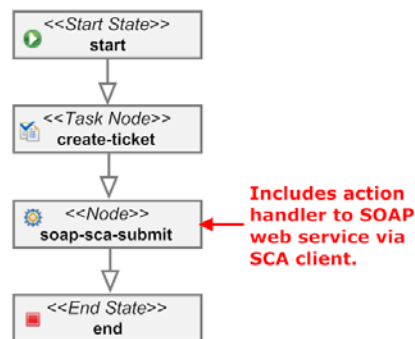 <<Start State>>
start
<<Task Node>>
create-ticket
<<Node>>
soap-sca-submit
Includes action
handler to SOAP
web service via
SCA client.
<<End State>>
end